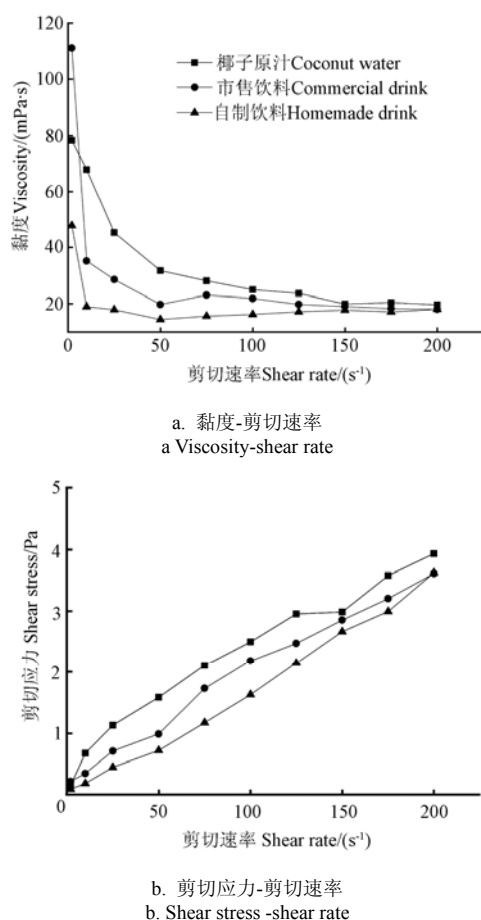 120
100
80
60
40
20
黏度 Viscosity/(mPa·s)
椰子原汁Coconut water
市售饮料Commercial drink
自制饮料Homemade drink
0 50 100 150 200
剪切速率 Shear rate/(s⁻¹)
a. 黏度-剪切速率
a Viscosity-shear rate
5
4
3
2
1
剪切应力 Shear stress/Pa
0 50 100 150 200
剪切速率 Shear rate/(s⁻¹)
b. 剪切应力-剪切速率
b. Shear stress -shear rate